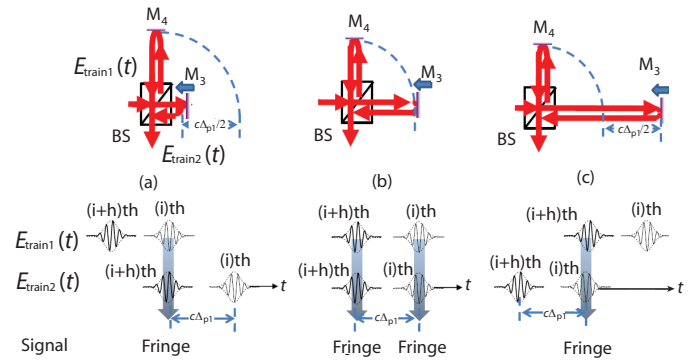 M4
M3
Etrain1(t)
BS
cΔp1/2
Etrain2(t)
(a)
M4
M3
BS
(b)
M4
M3
BS
cΔp1/2
(c)
(i+h)th (i)th
Etrain1(t)
(i+h)th
(i)th
Etrain2(t)
t
cΔp1
Signal
Fringe
(i+h)th (i)th
(i+h)th (i)th
t
cΔp1
Fringe Fringe
(i+h)th (i)th
(i+h)th
(i)th
t
cΔp1
Fringe